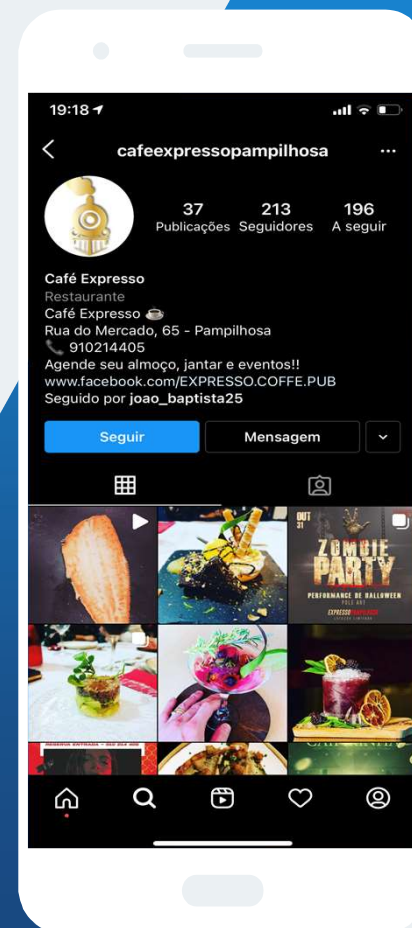 19:18
cafeexpressopampilhosa
37 213 196
Publicações Seguidores A seguir
Café Expresso
Restaurante
Café Expresso ☕
Rua do Mercado, 65 - Pampilhosa
📞 910214405
Agende seu almoço, jantar e eventos!!
www.facebook.com/EXPRESSO.COFFE.PUB
Seguido por joao_baptista25
Seguir Mensagem
OUT
31
ZOMBIE
PARTY
PERFORMANCE DE HALLOWEEN
POLE ART